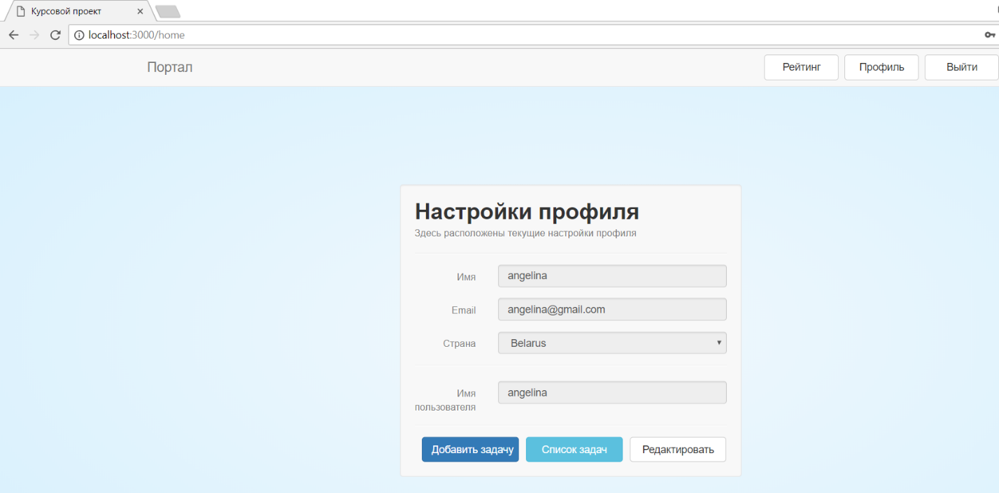 Курсовой проект
localhost:3000/home
Портал
Рейтинг
Профиль
Выйти
Настройки профиля
Здесь расположены текущие настройки профиля
Имя
angelina
Email
angelina@gmail.com
Страна
Belarus
Имя
пользователя
angelina
Добавить задачу
Список задач
Редактировать